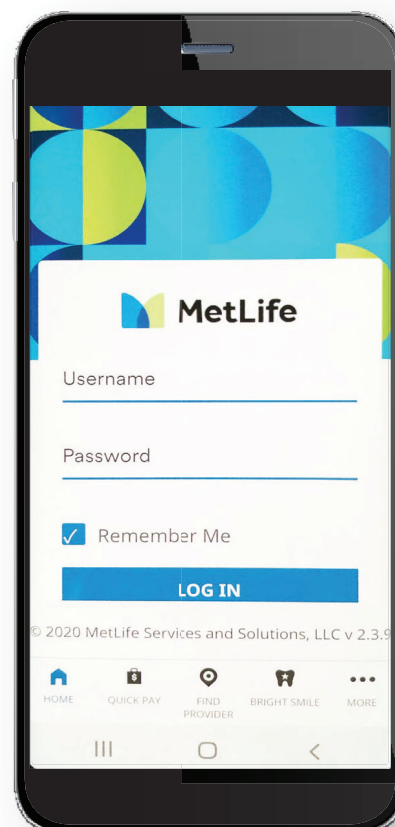 MetLife
Username
Password
Remember Me
LOG IN
© 2020 MetLife Services and Solutions, LLC v 2.3.9
HOME
QUICK PAY
FIND PROVIDER
BRIGHT SMILE
MORE